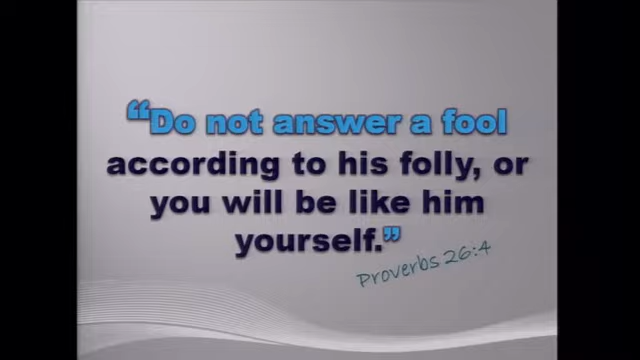 “Do not answer a fool
according to his folly, or
you will be like him
yourself.”
Proverbs 26:4